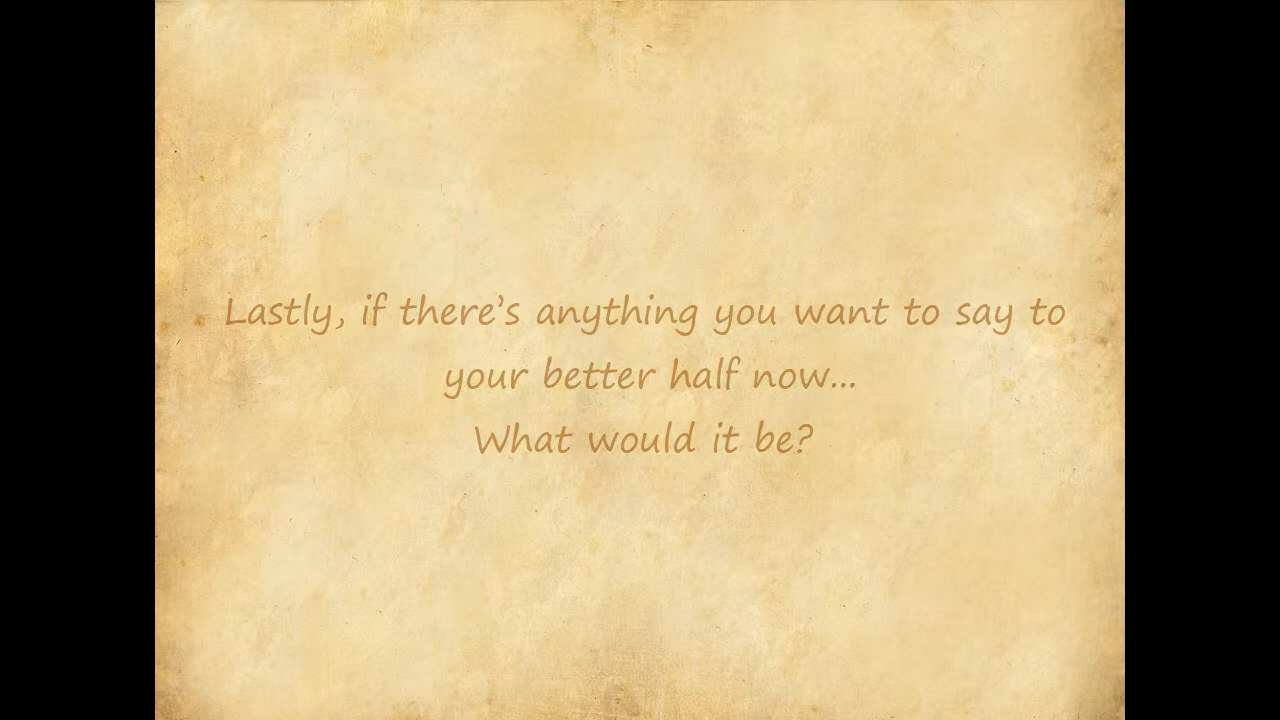 Lastly, if there's anything you want to say to
your better half now...
What would it be?